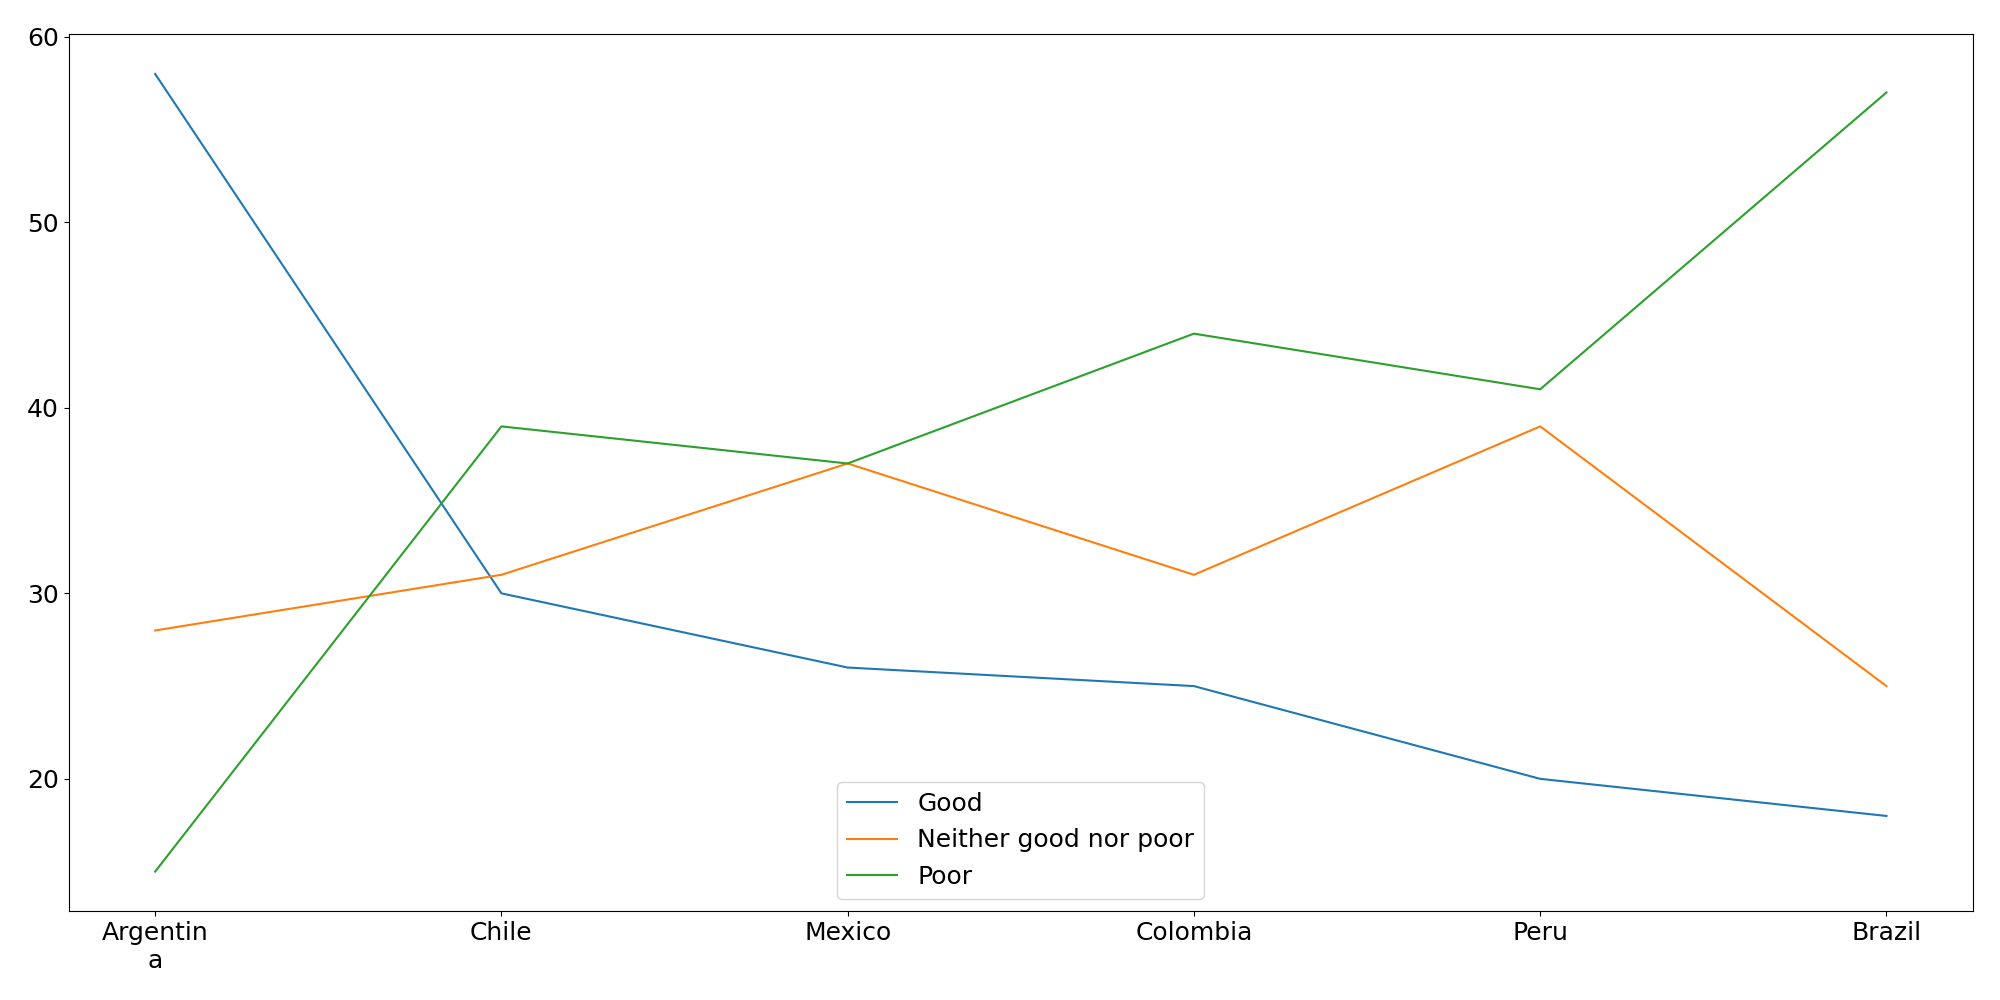 60
50
40
30
20
Good
Neither good nor poor
Poor
Argentin
a
Chile
Mexico
Colombia
Peru
Brazil